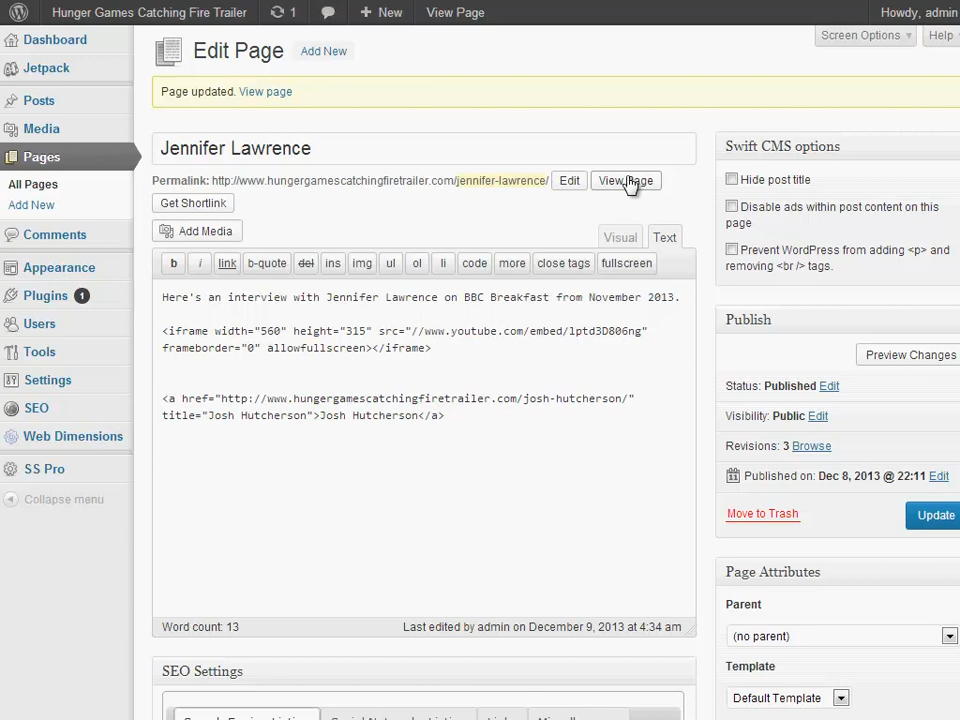 Hunger Games Catching Fire Trailer 1 New View Page Howdy, admin
Dashboard
Jetpack
Posts
Media
Pages
All Pages
Add New
Comments
Appearance
Plugins 1
Users
Tools
Settings
SEO
Web Dimensions
SS Pro
Collapse menu
Screen Options Help
Edit Page Add New
Page updated. View page
Jennifer Lawrence
Permalink: http://www.hungergamescatchingfiretrailer.com/jennifer-lawrence/ Edit View Page
Get Shortlink
Add Media
Visual Text
b i link b-quote del ins img ul ol li code more close tags fullscreen
Here's an interview with Jennifer Lawrence on BBC Breakfast from November 2013.
<iframe width="560" height="315" src="//www.youtube.com/embed/lptd3D806ng"
frameborder="0" allowfullscreen></iframe>
<a href="http://www.hungergamescatchingfiretrailer.com/josh-hutcherson/"
title="Josh Hutcherson">Josh Hutcherson</a>
Word count: 13 Last edited by admin on December 9, 2013 at 4:34 am
SEO Settings
Swift CMS options
Hide post title
Disable ads within post content on this
page
Prevent WordPress from adding <p> and
removing <br /> tags.
Publish
Preview Changes
Status: Published Edit
Visibility: Public Edit
Revisions: 3 Browse
Published on: Dec 8, 2013 @ 22:11 Edit
Move to Trash Update
Page Attributes
Parent
(no parent)
Template
Default Template